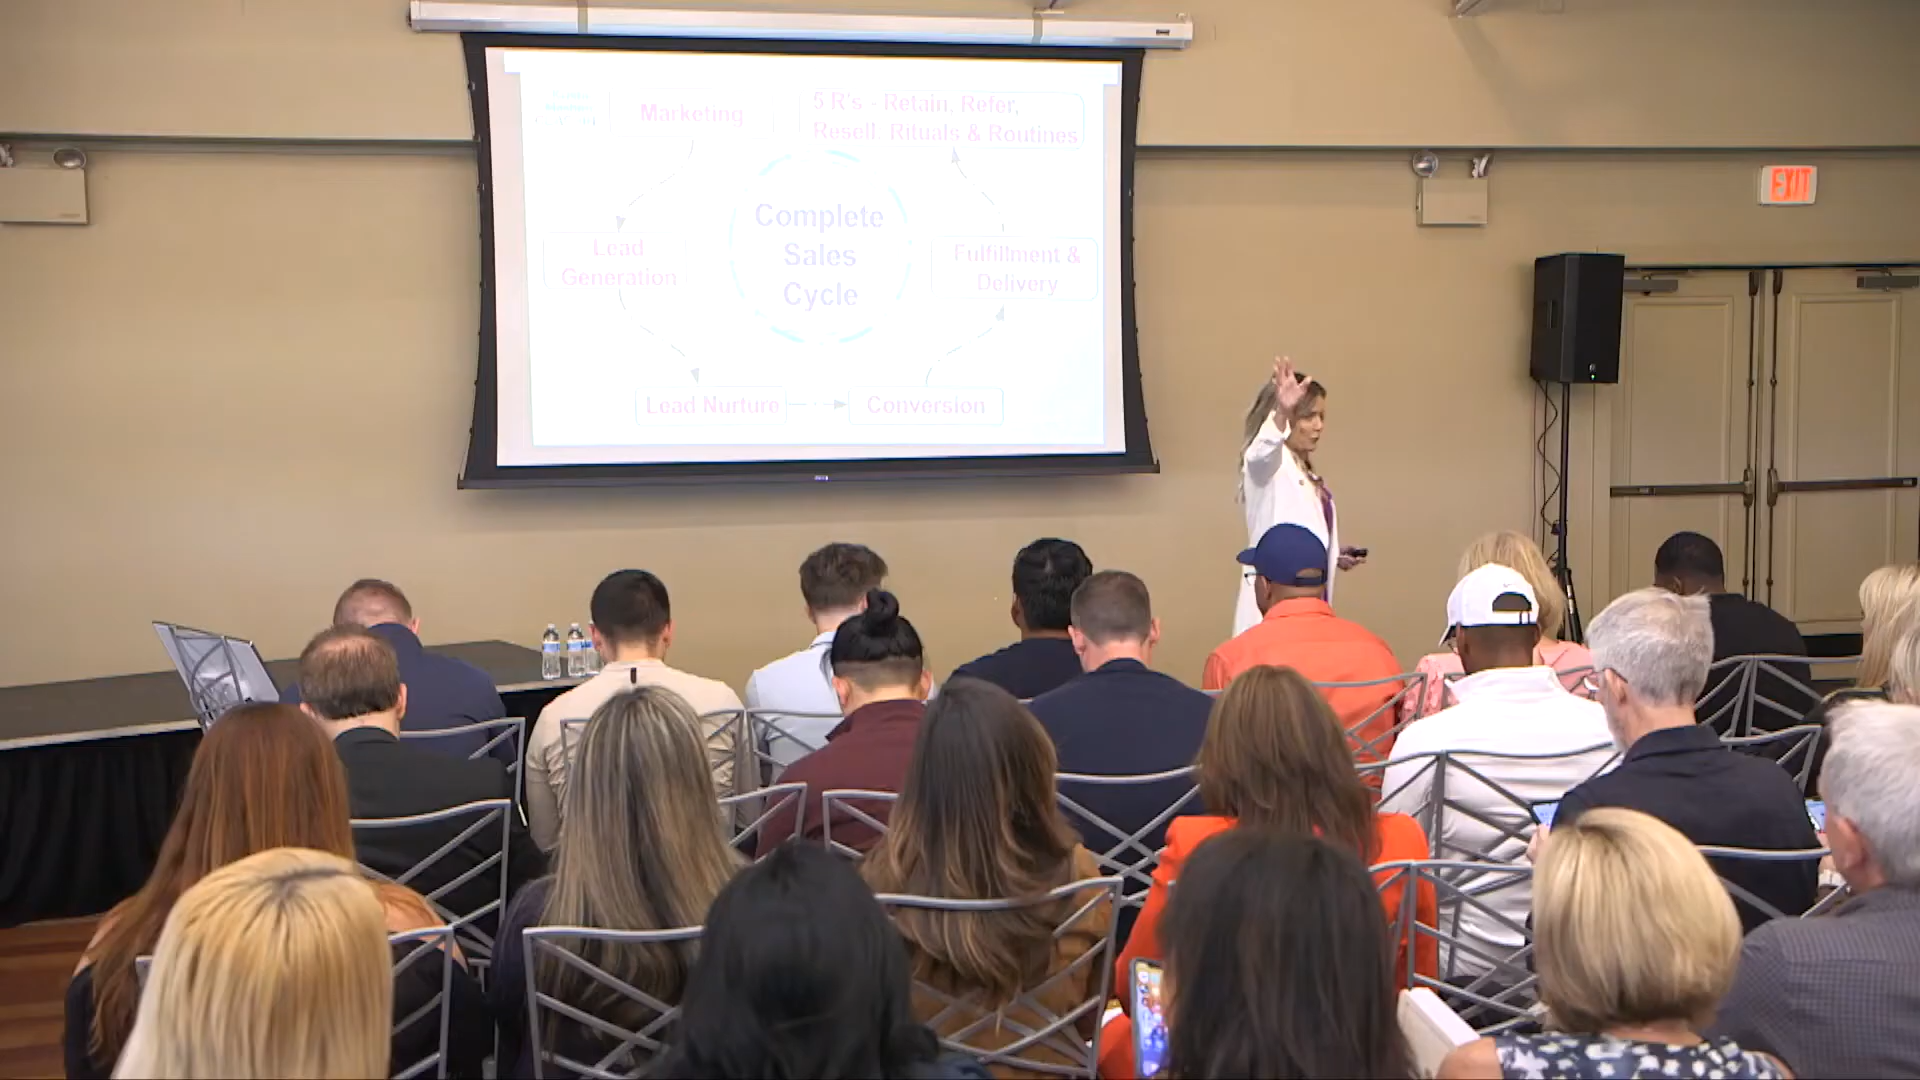 Marketing
5 R's - Retain, Refer,
Resell, Rituals & Routines
Complete
Sales
Cycle
Lead
Generation
Fulfillment &
Delivery
Lead Nurture
Conversion
EXIT